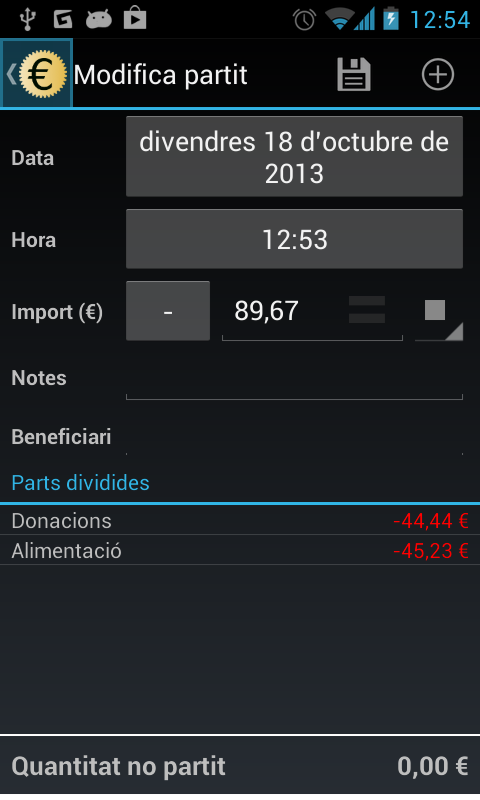 12:54
€ Modifica partit
Data
divendres 18 d'octubre de
2013
Hora
12:53
Import (€)
-
89,67
Notes
Beneficiari
Parts dividides
Donacions -44,44 €
Alimentació -45,23 €
Quantitat no partit 0,00 €